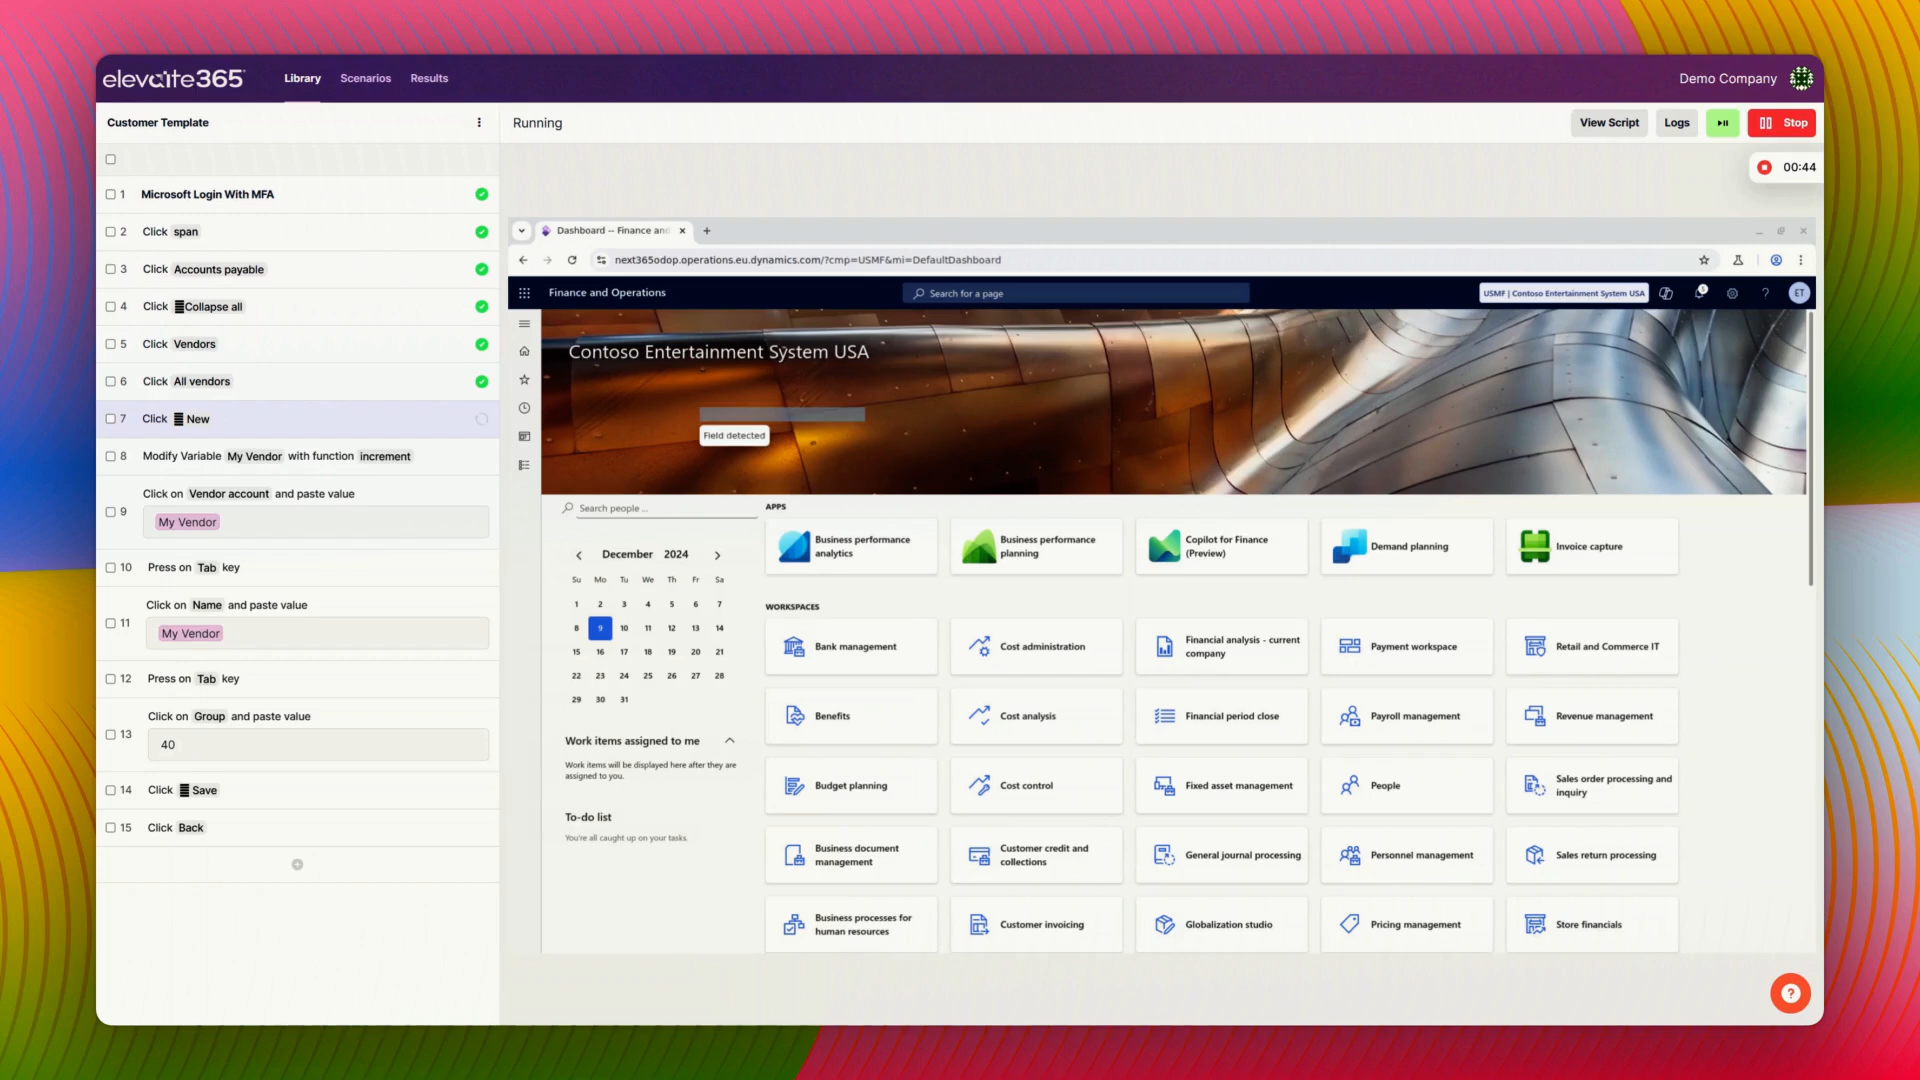 elevaite365
Library
Scenarios
Results
Demo Company
Customer Template
Running
View Script
Logs
Stop
00:44
1 Microsoft Login With MFA
2 Click span
3 Click Accounts payable
4 Click Collapse all
5 Click Vendors
6 Click All vendors
7 Click New
8 Modify Variable My Vendor with function increment
9 Click on Vendor account and paste value
My Vendor
10 Press on Tab key
11 Click on Name and paste value
My Vendor
12 Press on Tab key
13 Click on Group and paste value
40
14 Click Save
15 Click Back
Dashboard -- Finance and
next365odop.operations.eu.dynamics.com/?cmp=USMF&mi=DefaultDashboard
Finance and Operations
Search for a page
USMF | Contoso Entertainment System USA
ET
Contoso Entertainment System USA
Field detected
Search people ...
December 2024
Su Mo Tu We Th Fr Sa
1 2 3 4 5 6 7
8 9 10 11 12 13 14
15 16 17 18 19 20 21
22 23 24 25 26 27 28
29 30 31
Work items assigned to me
Work items will be displayed here after they are
assigned to you.
To-do list
You're all caught up on your tasks.
APPS
Business performance
analytics
Business performance
planning
Copilot for Finance
(Preview)
Demand planning
Invoice capture
WORKSPACES
Bank management
Cost administration
Financial analysis - current
company
Payment workspace
Retail and Commerce IT
Benefits
Cost analysis
Financial period close
Payroll management
Revenue management
Budget planning
Cost control
Fixed asset management
People
Sales order processing and
inquiry
Business document
management
Customer credit and
collections
General journal processing
Personnel management
Sales return processing
Business processes for
human resources
Customer invoicing
Globalization studio
Pricing management
Store financials